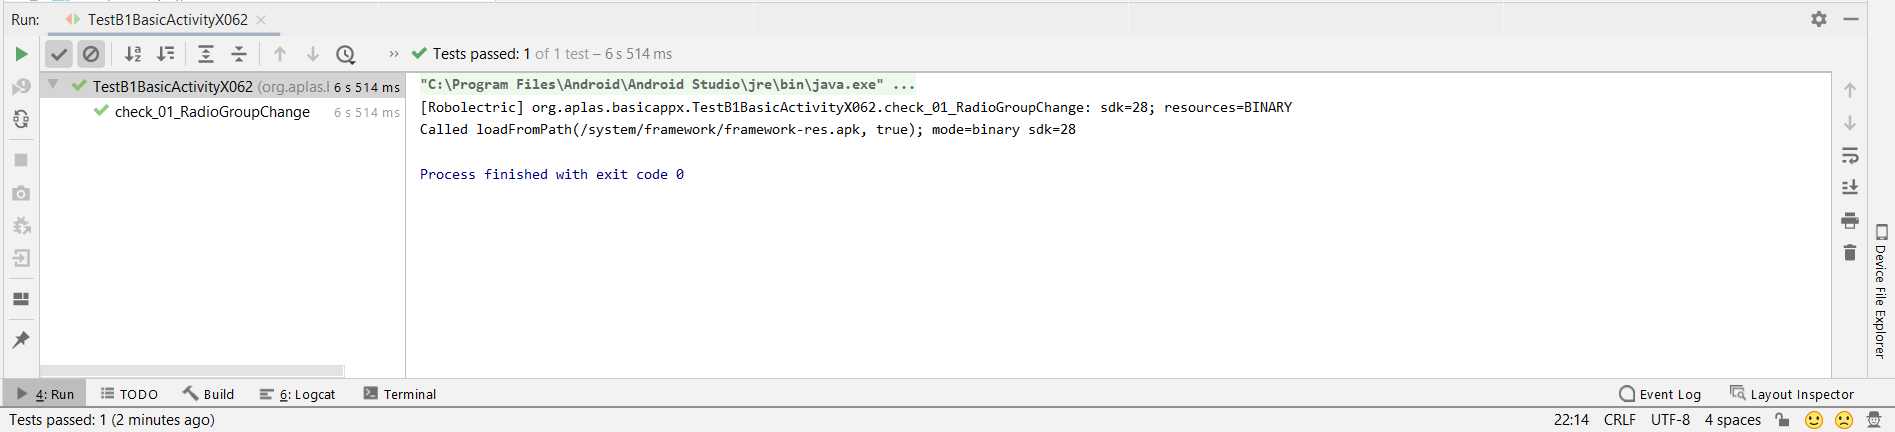 Run: TestB1BasicActivityX062
Tests passed: 1 of 1 test – 6 s 514 ms
TestB1BasicActivityX062 (org.aplas.l 6 s 514 ms
check_01_RadioGroupChange 6 s 514 ms
"C:\Program Files\Android\Android Studio\jre\bin\java.exe" ...
[Robolectric] org.aplas.basicappx.TestB1BasicActivityX062.check_01_RadioGroupChange: sdk=28; resources=BINARY
Called loadFromPath(/system/framework/framework-res.apk, true); mode=binary sdk=28
Process finished with exit code 0
Device File Explorer
4: Run TODO Build 6: Logcat Terminal Event Log Layout Inspector
Tests passed: 1 (2 minutes ago) 22:14 CRLF UTF-8 4 spaces